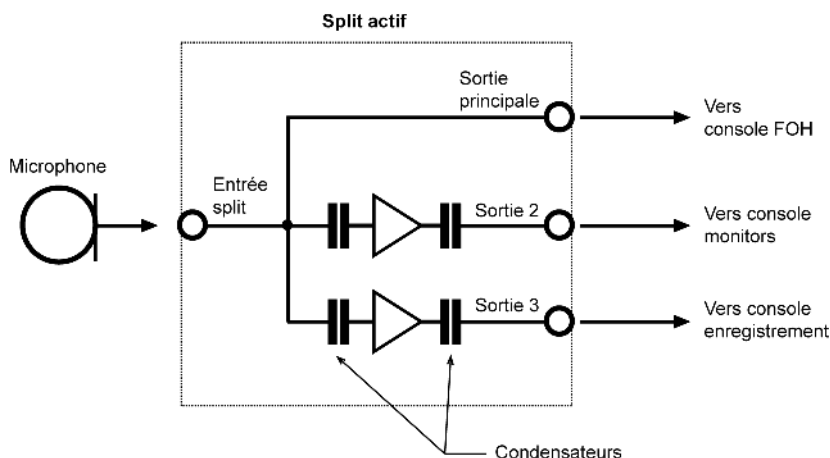 Split actif
Sortie
principale
Vers
console FOH
Microphone
Entrée
split
Sortie 2
Vers console
monitors
Sortie 3
Vers console
enregistrement
Condensateurs